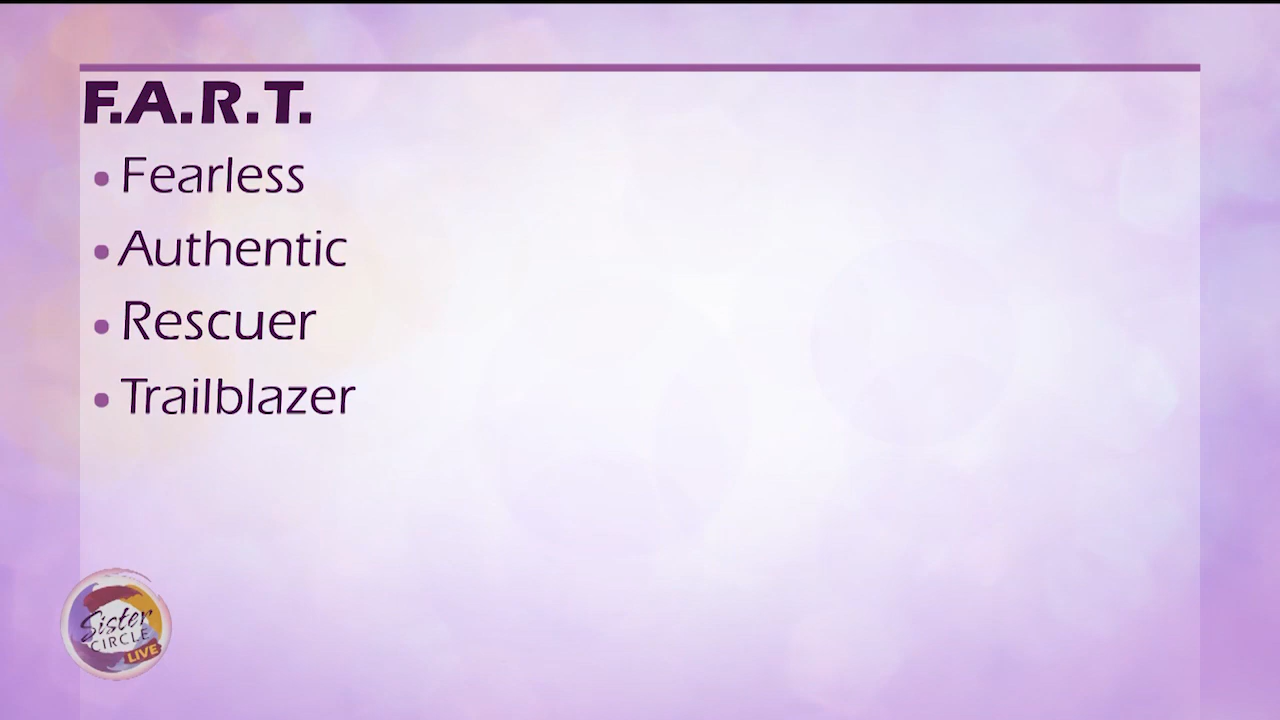 F.A.R.T.
• Fearless
• Authentic
• Rescuer
• Trailblazer
Sister
CIRCLE
LIVE